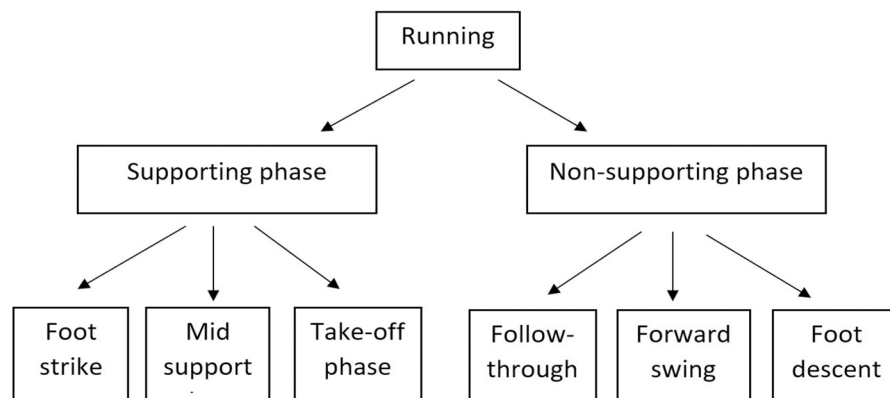 Running
Supporting phase
Non-supporting phase
Foot
strike
Mid
support
Take-off
phase
Follow-
through
Forward
swing
Foot
descent